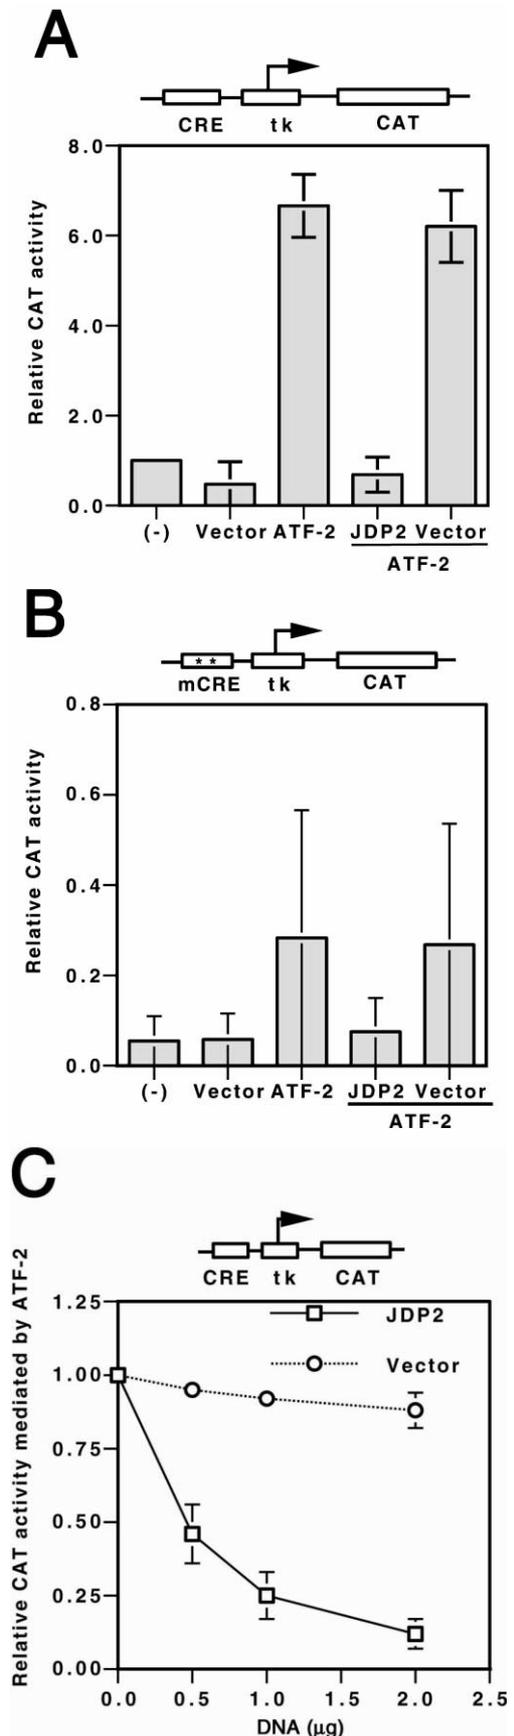 A
CRE tk CAT
Relative CAT activity
8.0
6.0
4.0
2.0
0.0
(-) Vector ATF-2 JDP2 Vector
ATF-2
B
** 
mCRE tk CAT
Relative CAT activity
0.8
0.6
0.4
0.2
0.0
(-) Vector ATF-2 JDP2 Vector
ATF-2
C
CRE tk CAT
Relative CAT activity mediated by ATF-2
1.25
1.00
0.75
0.50
0.25
0.00
JDP2
Vector
0.0 0.5 1.0 1.5 2.0 2.5
DNA (µg)